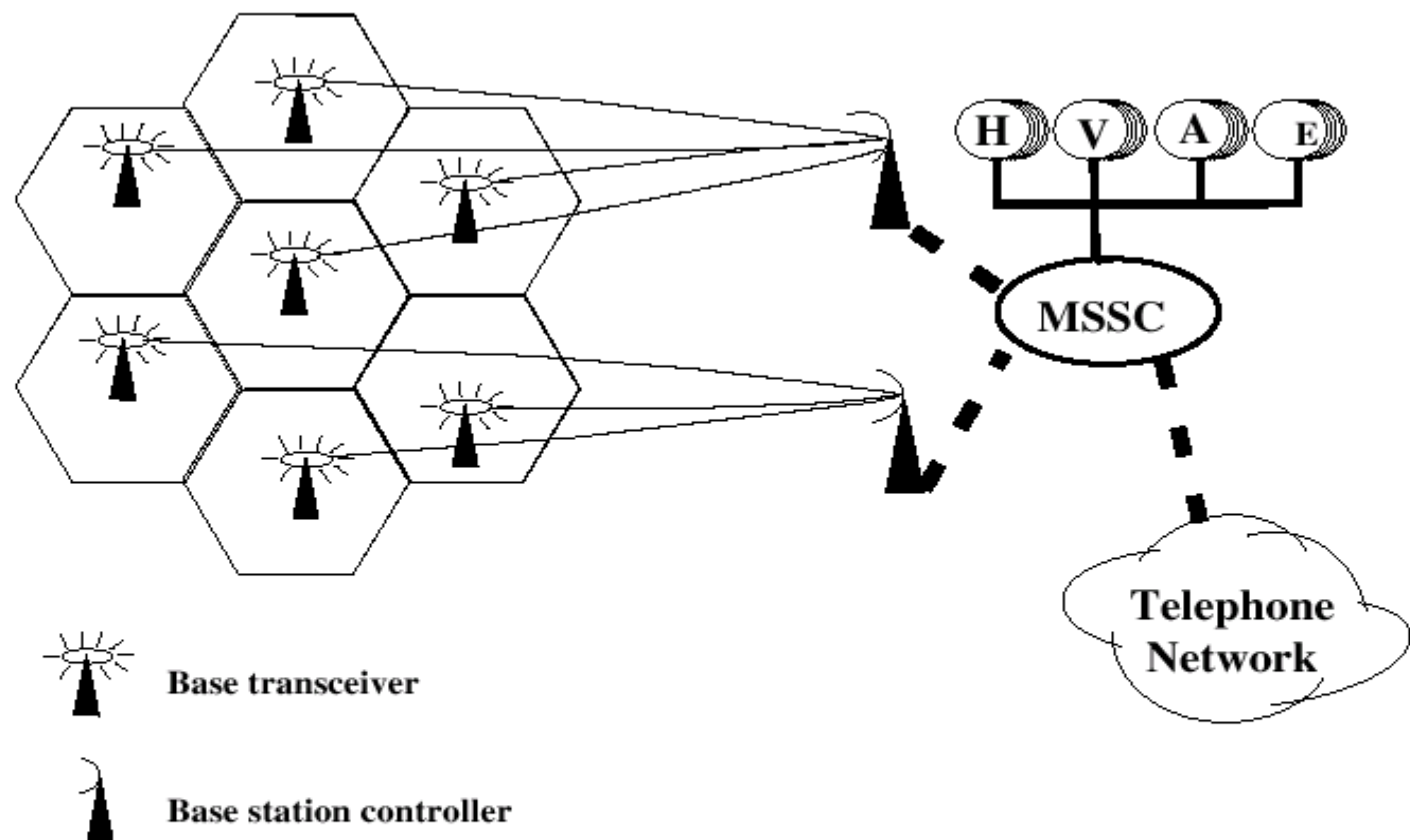 H V A E
MSSC
Telephone
Network
Base transceiver
Base station controller